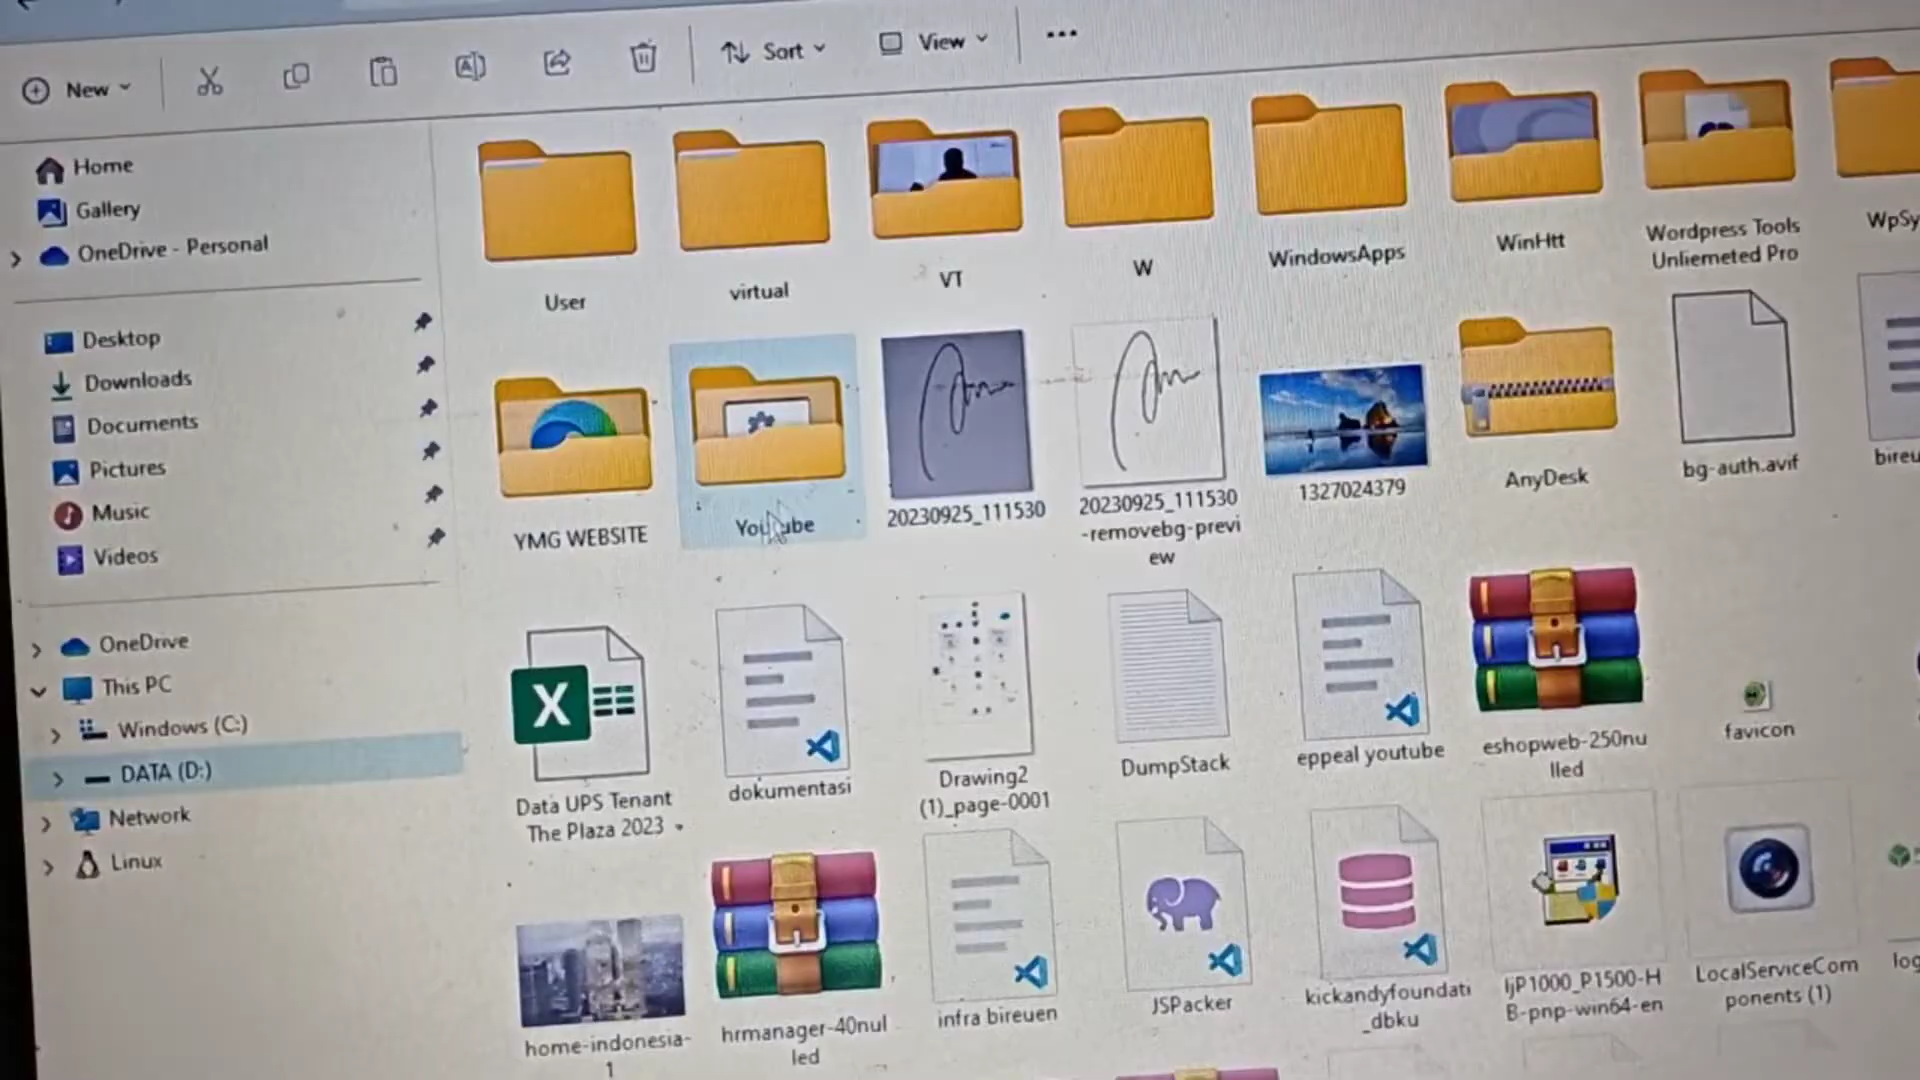 New
Sort
View
Home
Gallery
OneDrive - Personal
Desktop
Downloads
Documents
Pictures
Music
Videos
OneDrive
This PC
Windows (C:)
DATA (D:)
Network
Linux
User
virtual
VT
W
WindowsApps
WinHtt
Wordpress Tools
Unliemeted Pro
WpSy
YMG WEBSITE
Youtube
20230925_111530
20230925_111530
-removebg-previ
ew
1327024379
AnyDesk
bg-auth.avif
bireu
Data UPS Tenant
The Plaza 2023
dokumentasi
Drawing2
(1)_page-0001
DumpStack
eppeal youtube
eshopweb-250nu
lled
favicon
home-indonesia-
1
hrmanager-40nul
led
infra bireuen
JSPacker
kickandyfoundati
_dbku
ljP1000_P1500-H
B-pnp-win64-en
LocalServiceCom
ponents (1)
log